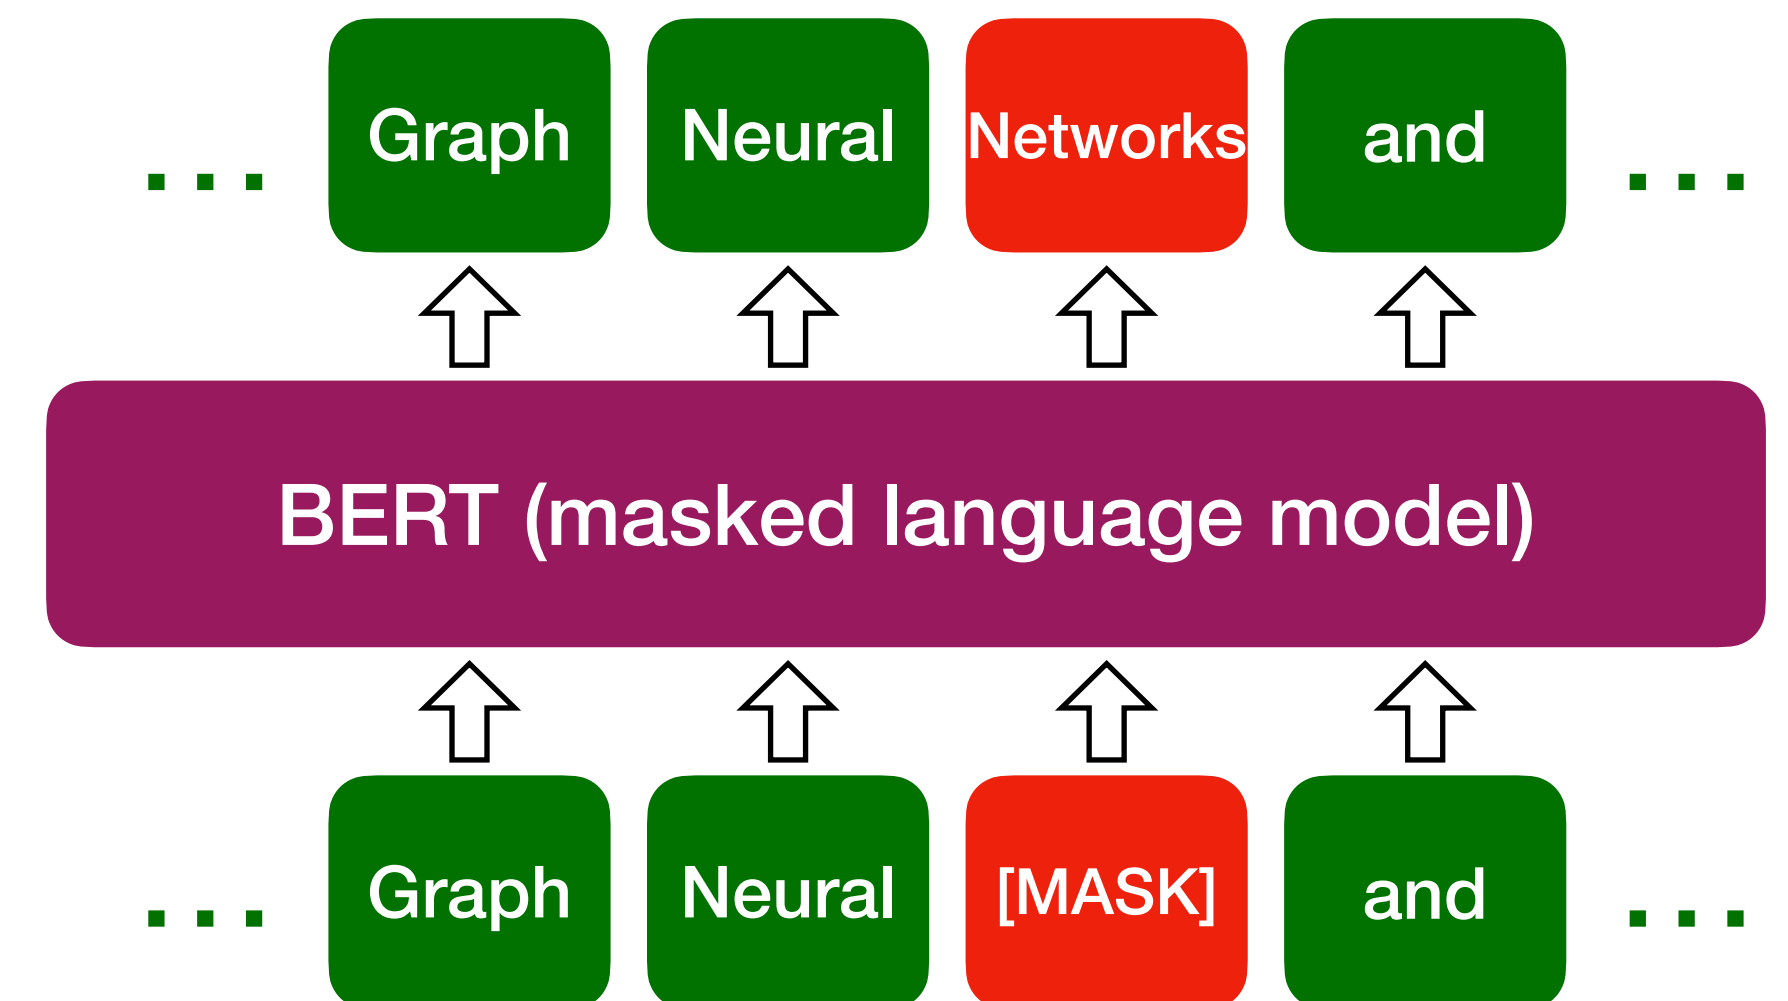 ... Graph Neural Networks and ...
BERT (masked language model)
... Graph Neural [MASK] and ...